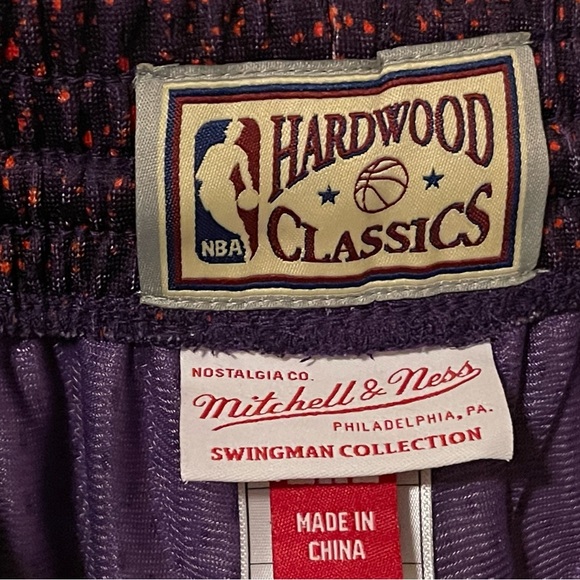 HARDWOOD
CLASSICS
NBA
NOSTALGIA CO.
Mitchell & Ness
PHILADELPHIA, PA.
SWINGMAN COLLECTION
MADE IN
CHINA